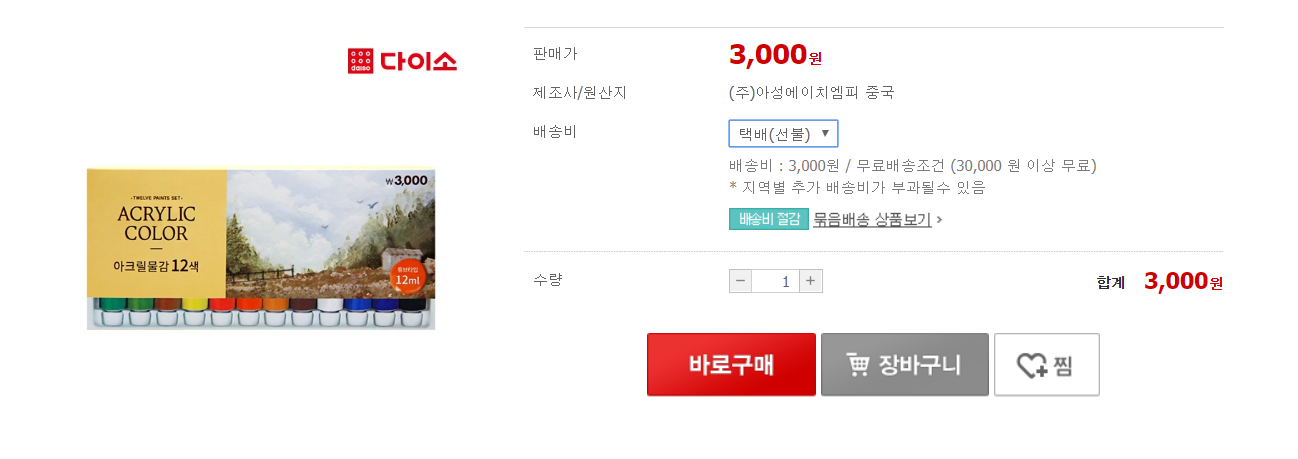 daiso 다이소
₩3,000
·TWELVE PAINTS SET·
ACRYLIC
COLOR
아크릴물감 12색
튜브타입
12ml
판매가 3,000원
제조사/원산지 (주)아성에이치엠피 중국
배송비 택배(선불) ▼
배송비 : 3,000원 / 무료배송조건 (30,000 원 이상 무료)
* 지역별 추가 배송비가 부과될수 있음
배송비 절감 묶음배송 상품보기 >
수량 − 1 + 합계 3,000원
바로구매 장바구니 찜